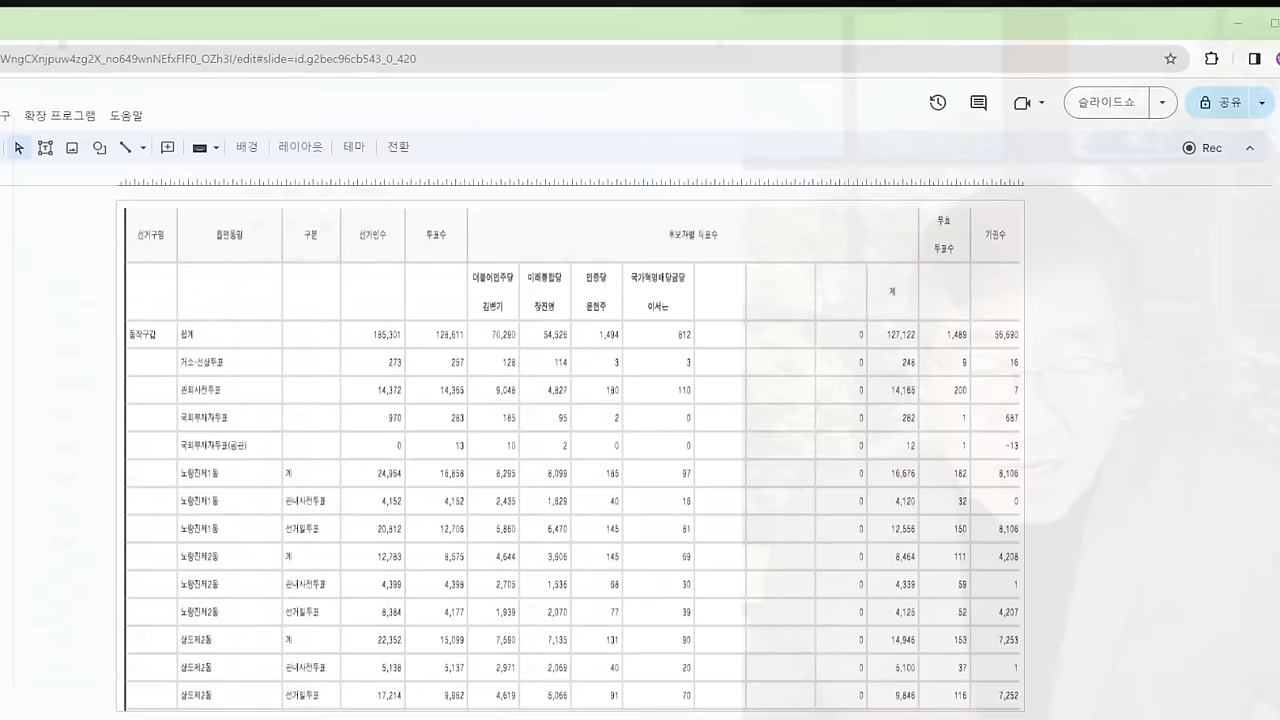 WngCXnjpuw4zg2X_no649wnNEfxFlF0_OZh3I/edit#slide=id.g2bec96cb543_0_420
구 확장 프로그램 도움말
슬라이드쇼 공유
배경 레이아웃 테마 전환 Rec
선거구명 읍면동명 구분 선거인수 투표수 후보자별 득표수 무효 투표수 기권수
더불어민주당 미래통합당 민중당 국가혁명배당금당 계
김병기 장진영 윤현주
동작구갑 합계 185,301 128,611 70,290 54,526 1,494 812 0 127,122 1,489 56,690
거소·선상투표 273 257 128 114 3 3 0 248 9 16
관외사전투표 14,372 14,365 9,048 4,827 180 110 0 14,165 200 7
국외부재자투표 970 283 185 95 2 0 0 282 1 687
국외부재자투표(공관) 0 13 10 2 0 0 0 12 1 -13
노량진제1동 계 24,964 16,858 8,295 8,099 185 97 0 16,676 182 8,106
노량진제1동 관내사전투표 4,152 4,152 2,435 1,629 40 16 0 4,120 32 0
노량진제1동 선거일투표 20,812 12,706 5,860 6,470 145 81 0 12,556 150 8,106
노량진제2동 계 12,783 8,575 4,644 3,606 145 69 0 8,464 111 4,208
노량진제2동 관내사전투표 4,399 4,398 2,705 1,536 68 30 0 4,339 59 1
노량진제2동 선거일투표 8,384 4,177 1,939 2,070 77 39 0 4,125 52 4,207
상도제2동 계 22,352 15,099 7,590 7,135 131 90 0 14,946 153 7,253
상도제2동 관내사전투표 5,138 5,137 2,971 2,069 40 20 0 5,100 37 1
상도제2동 선거일투표 17,214 9,962 4,619 5,066 91 70 0 9,846 116 7,252